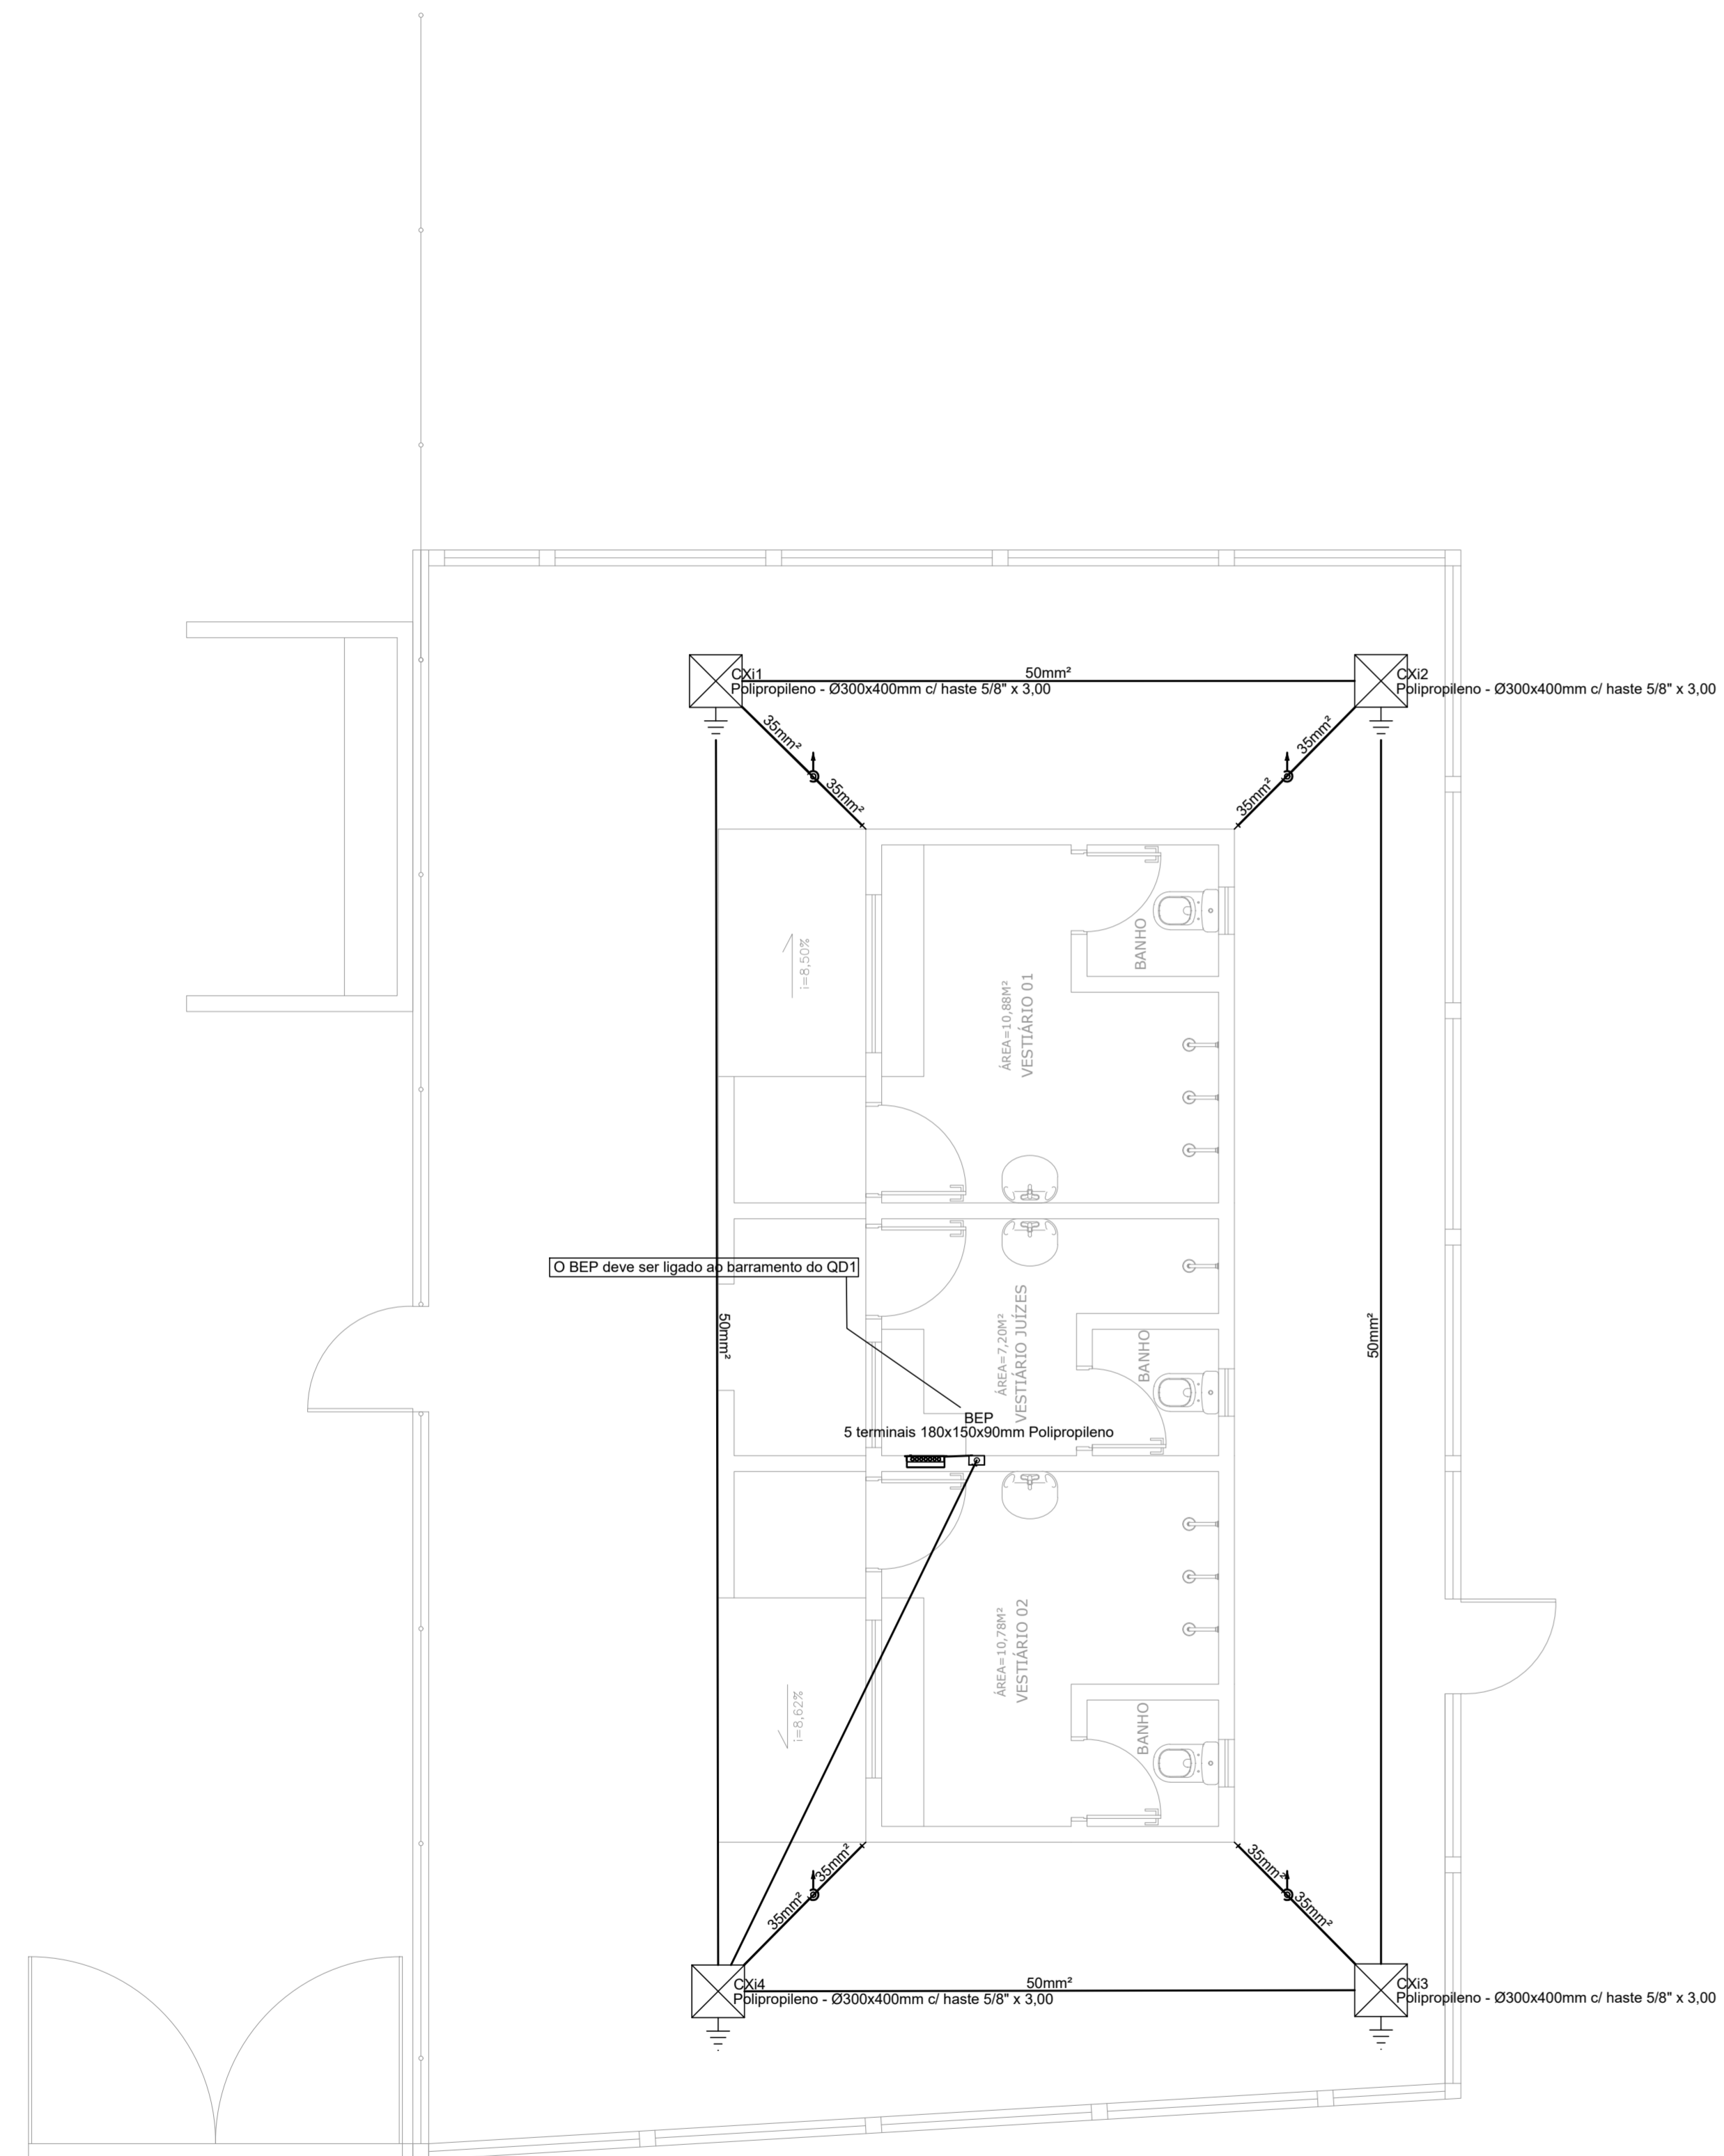 50mm²
CXi1
Polipropileno - Ø300x400mm c/ haste 5/8" x 3,00
CXi2
Polipropileno - Ø300x400mm c/ haste 5/8" x 3,00
35mm²
35mm²
35mm²
35mm²
i=8,50%
ÁREA=10,88M²
VESTIÁRIO 01
BANHO
O BEP deve ser ligado ao barramento do QD1
50mm²
ÁREA=7,20M²
VESTIÁRIO JUÍZES
BANHO
50mm²
BEP
5 terminais 180x150x90mm Polipropileno
ÁREA=10,78M²
VESTIÁRIO 02
i=8,62%
BANHO
35mm²
35mm²
35mm²
35mm²
50mm²
CXi4
Polipropileno - Ø300x400mm c/ haste 5/8" x 3,00
CXi3
Polipropileno - Ø300x400mm c/ haste 5/8" x 3,00